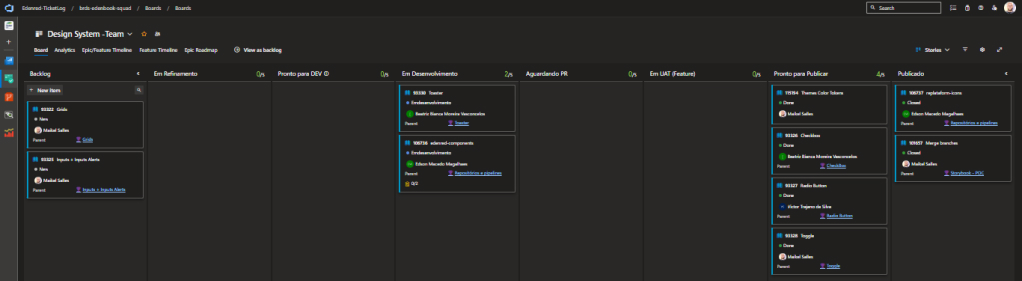 Edenred-TicketLog / brds-edenbook-squad / Boards / Boards
Search
Design System -Team
Board Analytics Epic/Feature Timeline Feature Timeline Epic Roadmap View as backlog
Stories
Backlog
New item
93322 Grids
New
Maikel Salles
Parent Grids
93323 Inputs > Inputs Alerts
New
Maikel Salles
Parent Inputs > Inputs Alerts
Em Refinamento 0/5
Pronto para DEV 0/5
Em Desenvolvimento 2/5
93330 Toaster
Emdesenvolvimento
Beatriz Bianca Moreira Vasconcelos
Parent Toaster
106736 edenred-components
Emdesenvolvimento
Edson Macedo
Parent Repositórios e pipelines
0/2
Aguardando PR 0/5
Em UAT (Feature) 0/5
Pronto para Publicar 4/5
115194 Themes Color Tokens
Done
Maikel Salles
93326 Checkbox
Done
Beatriz Bianca Moreira Vasconcelos
Parent CheckBox
93327 Radio Button
Done
Victor Trajano da Silva
Parent Radio Button
93328 Toggle
Done
Maikel Salles
Parent Toggle
Publicado
106737 replateform-icons
Closed
Edson Macedo
Parent Repositórios e pipelines
101657 Merge branches
Closed
Maikel Salles
Parent Storybook - POC